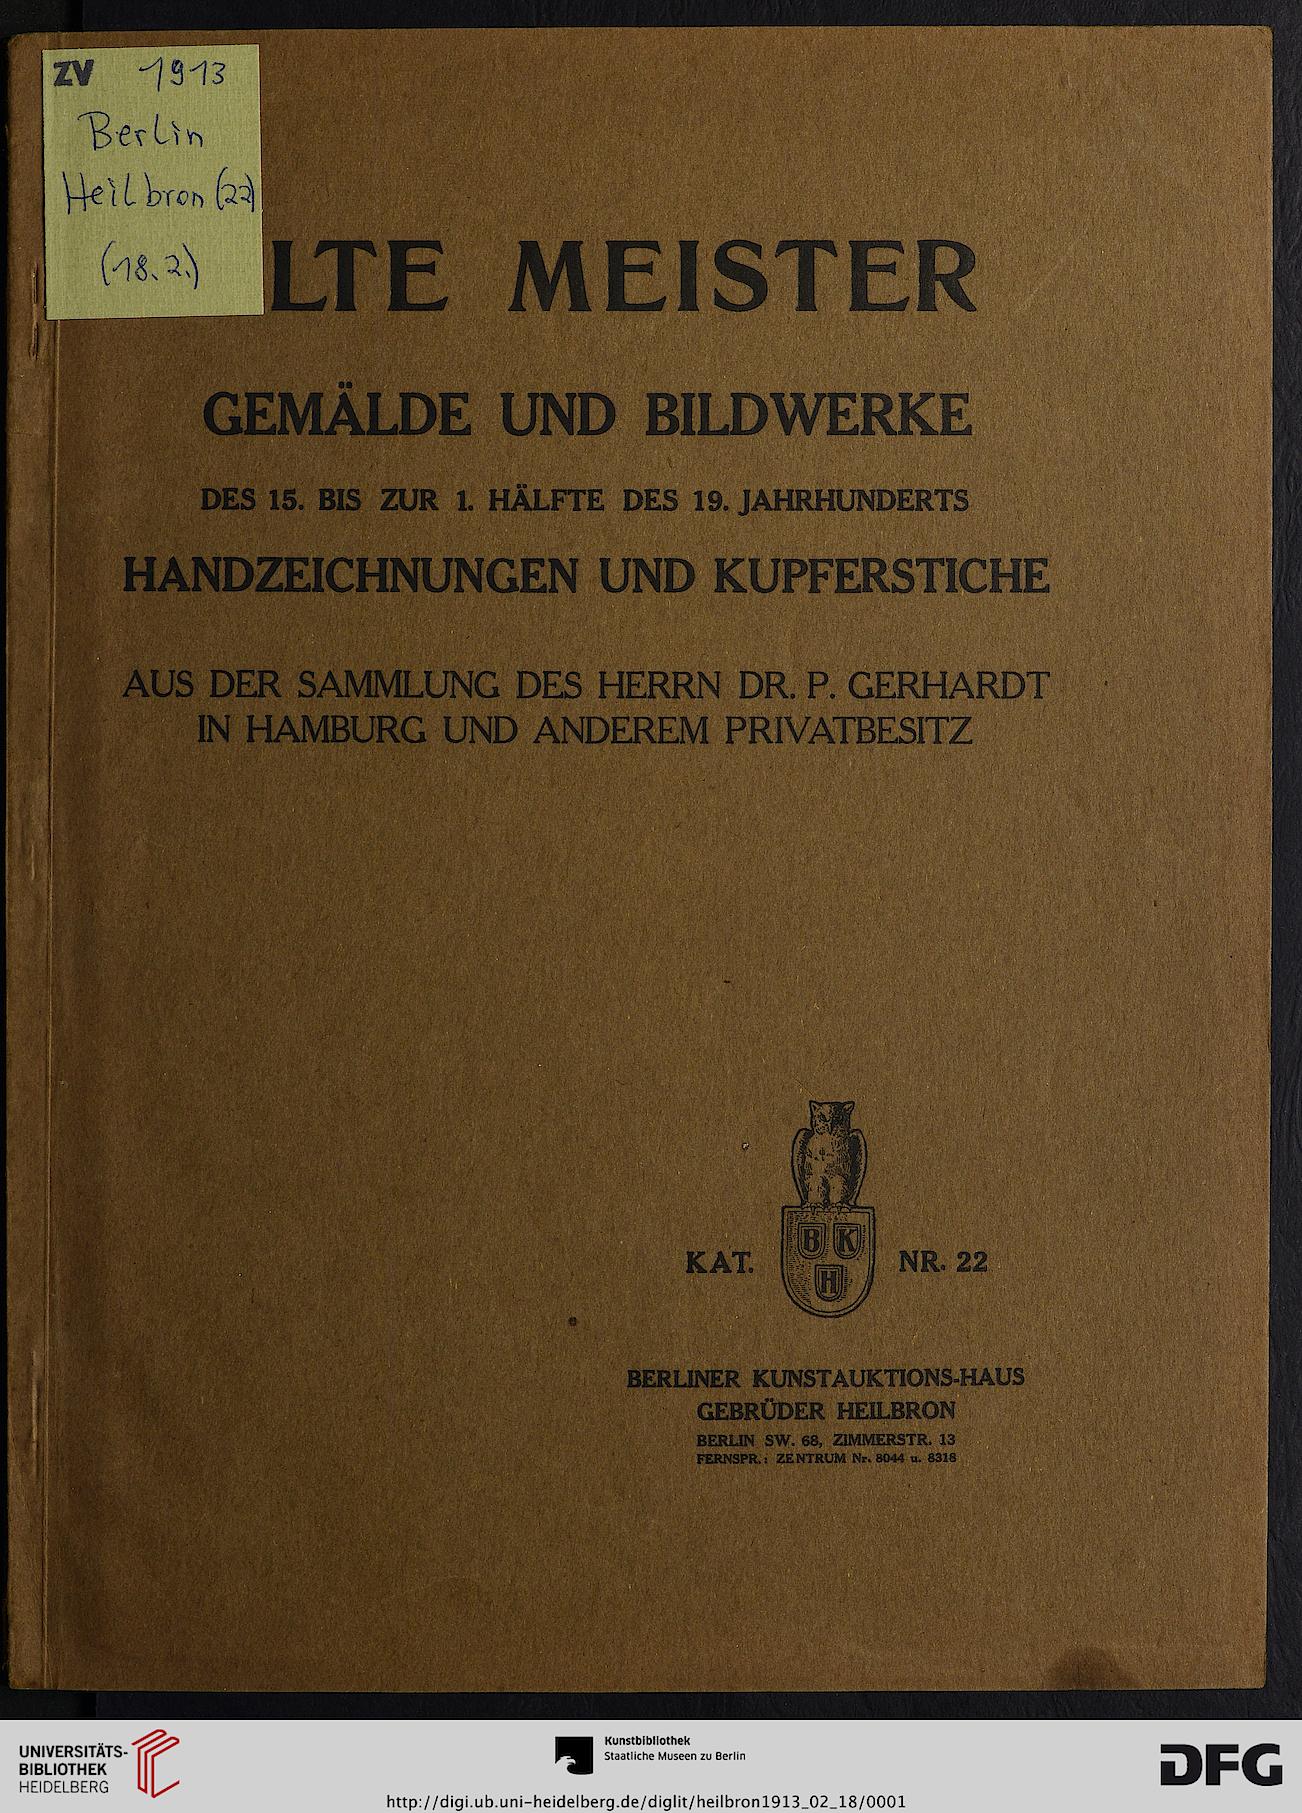 ZV 1913
Berlin
Heilbron (22)
(18.2.)
LTE MEISTER
GEMÄLDE UND BILDWERKE
DES 15. BIS ZUR 1. HÄLFTE DES 19. JAHRHUNDERTS
HANDZEICHNUNGEN UND KUPFERSTICHE
AUS DER SAMMLUNG DES HERRN DR. P. GERHARDT
IN HAMBURG UND ANDEREM PRIVATBESITZ
B K
KAT. H NR. 22
BERLINER KUNSTAUKTIONS-HAUS
GEBRÜDER HEILBRON
BERLIN SW. 68, ZIMMERSTR. 13
FERNSPR.: ZENTRUM Nr. 8044 u. 8318
UNIVERSITÄTS-
BIBLIOTHEK
HEIDELBERG
Kunstbibliothek
Staatliche Museen zu Berlin
DFG
http://digi.ub.uni-heidelberg.de/diglit/heilbron1913_02_18/0001